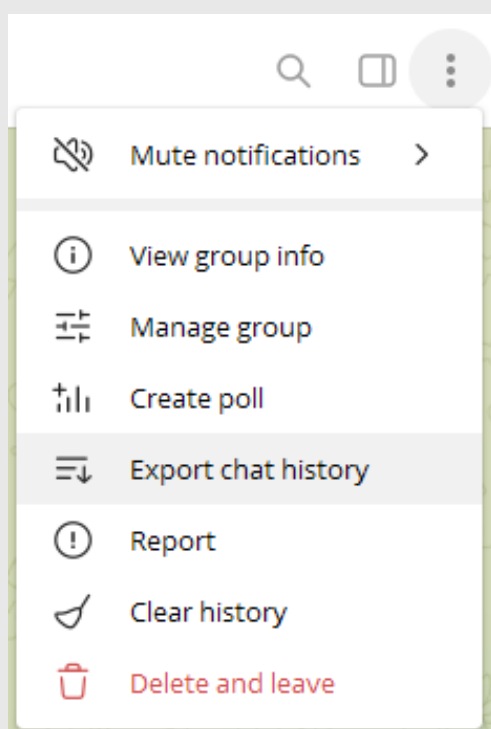 Mute notifications
View group info
Manage group
Create poll
Export chat history
Report
Clear history
Delete and leave